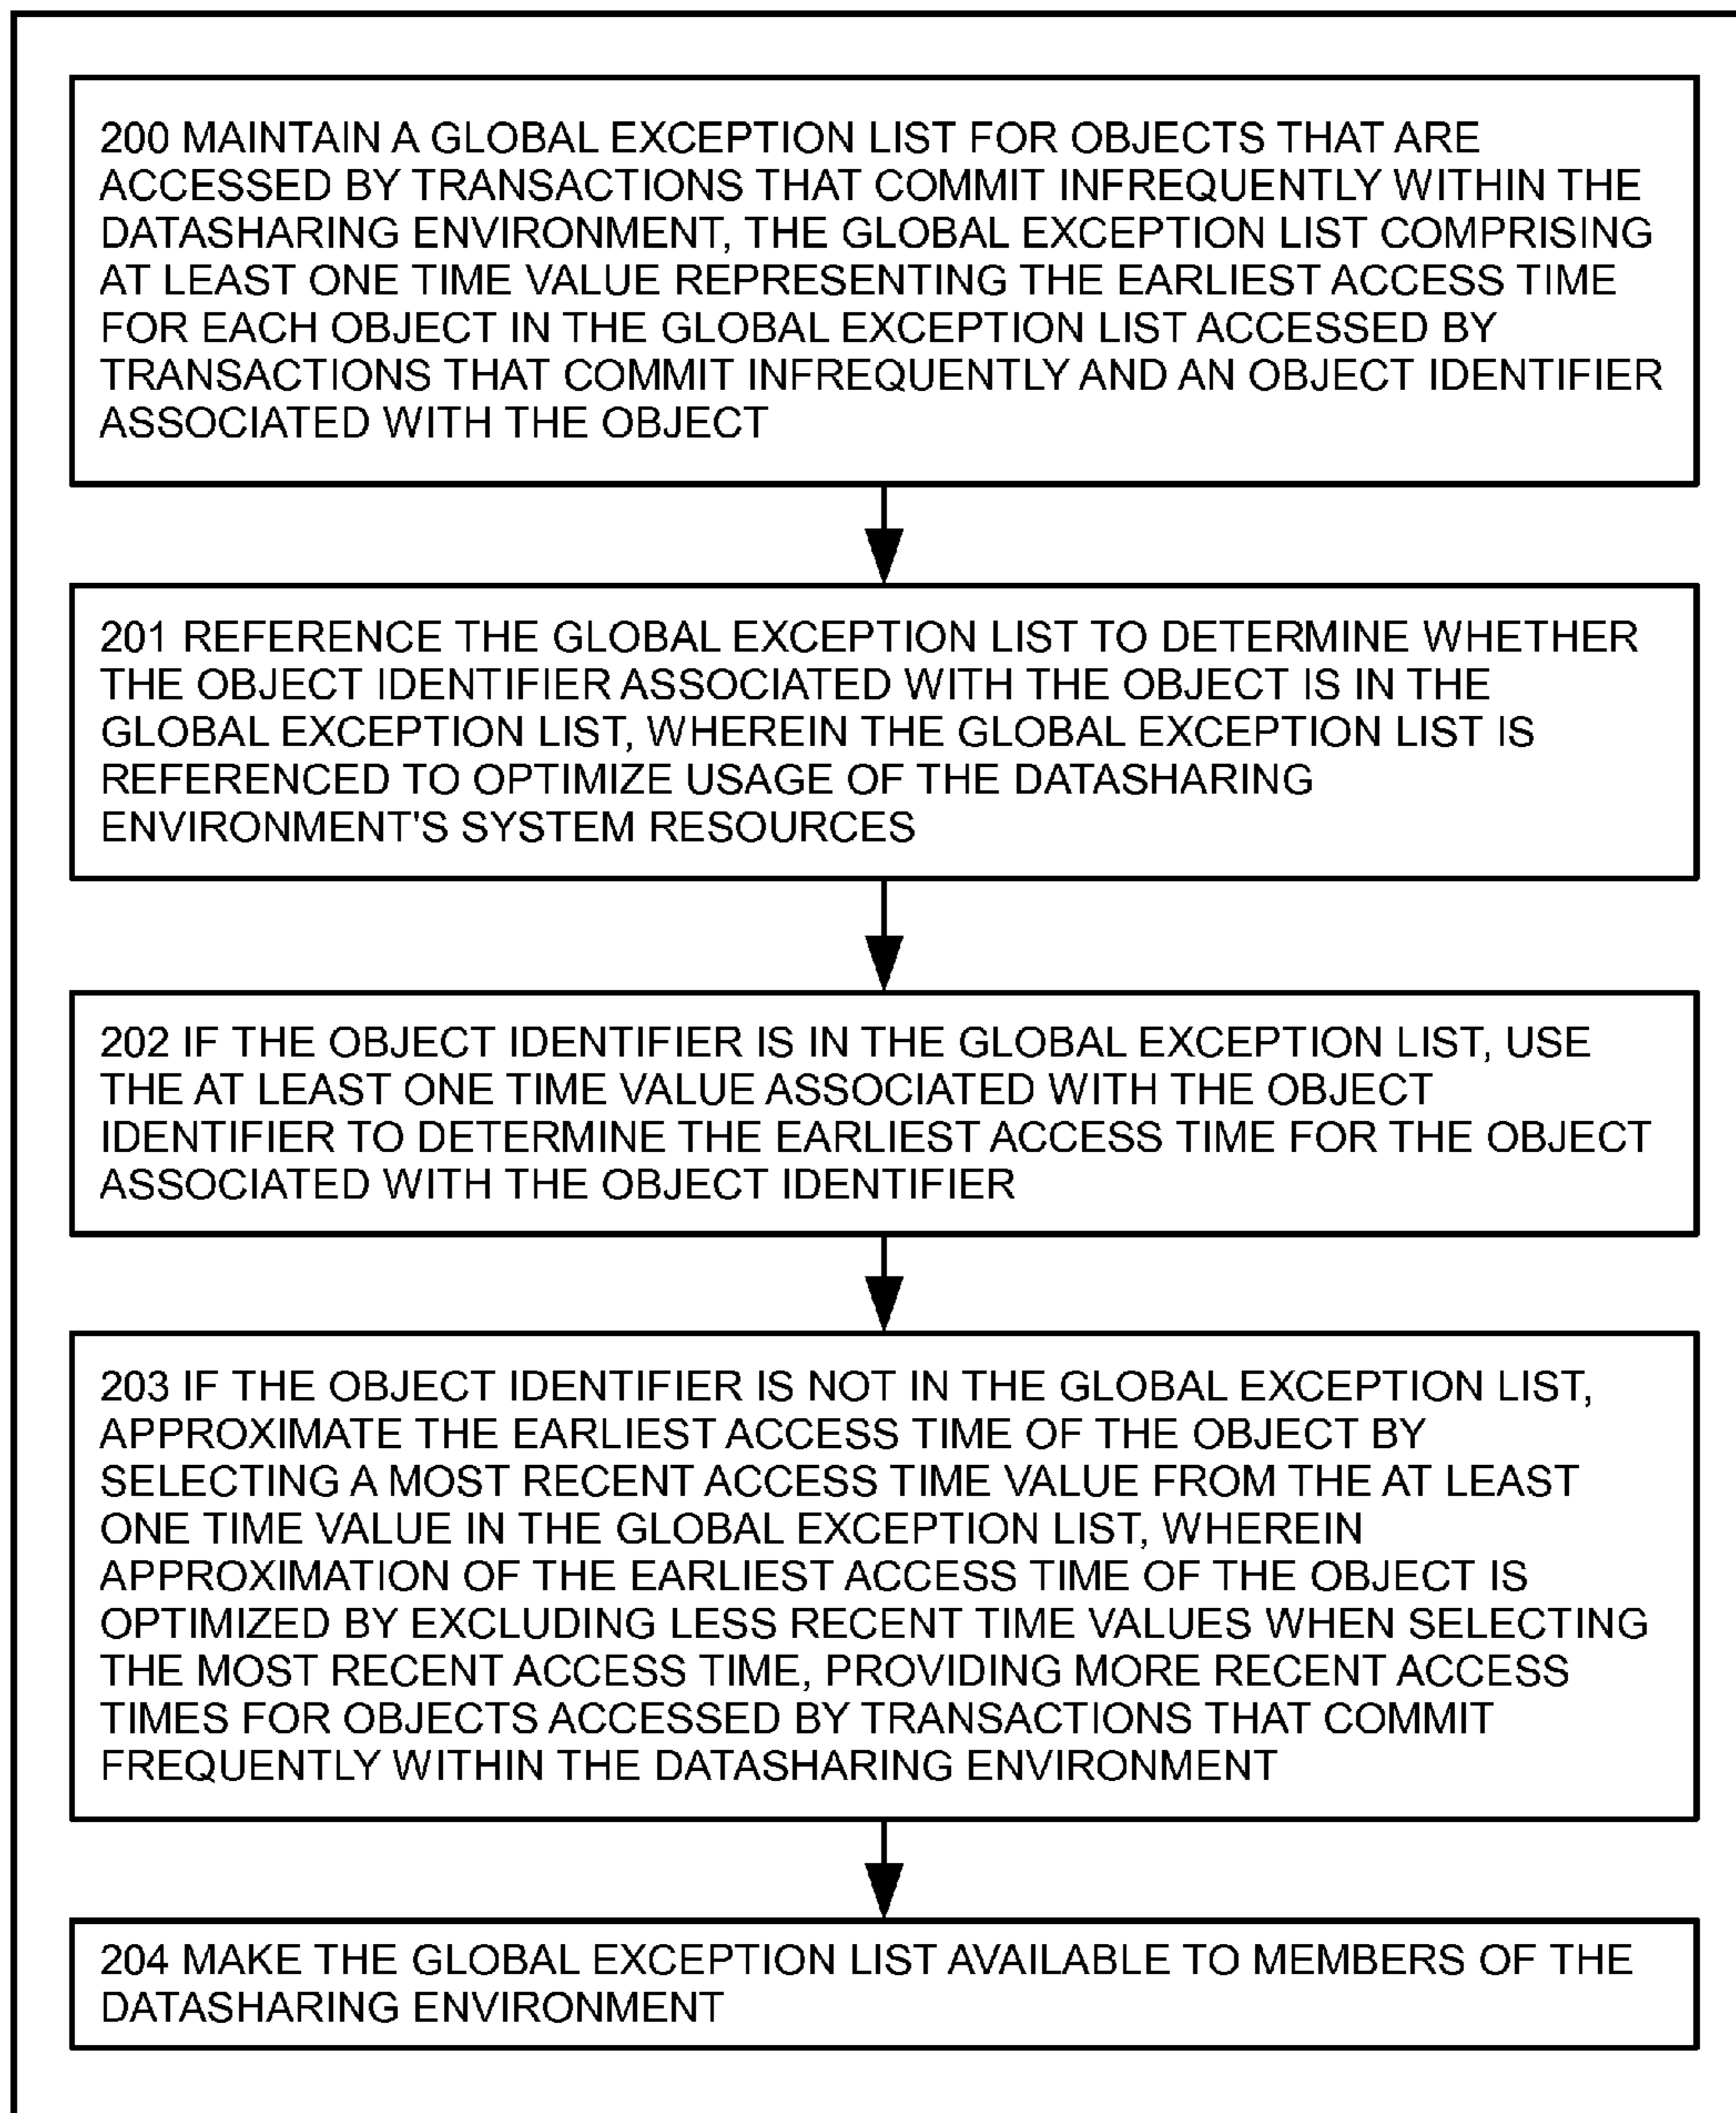 200 MAINTAIN A GLOBAL EXCEPTION LIST FOR OBJECTS THAT ARE
ACCESSED BY TRANSACTIONS THAT COMMIT INFREQUENTLY WITHIN THE
DATASHARING ENVIRONMENT, THE GLOBAL EXCEPTION LIST COMPRISING
AT LEAST ONE TIME VALUE REPRESENTING THE EARLIEST ACCESS TIME
FOR EACH OBJECT IN THE GLOBAL EXCEPTION LIST ACCESSED BY
TRANSACTIONS THAT COMMIT INFREQUENTLY AND AN OBJECT IDENTIFIER
ASSOCIATED WITH THE OBJECT
201 REFERENCE THE GLOBAL EXCEPTION LIST TO DETERMINE WHETHER
THE OBJECT IDENTIFIER ASSOCIATED WITH THE OBJECT IS IN THE
GLOBAL EXCEPTION LIST, WHEREIN THE GLOBAL EXCEPTION LIST IS
REFERENCED TO OPTIMIZE USAGE OF THE DATASHARING
ENVIRONMENT'S SYSTEM RESOURCES
202 IF THE OBJECT IDENTIFIER IS IN THE GLOBAL EXCEPTION LIST, USE
THE AT LEAST ONE TIME VALUE ASSOCIATED WITH THE OBJECT
IDENTIFIER TO DETERMINE THE EARLIEST ACCESS TIME FOR THE OBJECT
ASSOCIATED WITH THE OBJECT IDENTIFIER
203 IF THE OBJECT IDENTIFIER IS NOT IN THE GLOBAL EXCEPTION LIST,
APPROXIMATE THE EARLIEST ACCESS TIME OF THE OBJECT BY
SELECTING A MOST RECENT ACCESS TIME VALUE FROM THE AT LEAST
ONE TIME VALUE IN THE GLOBAL EXCEPTION LIST, WHEREIN
APPROXIMATION OF THE EARLIEST ACCESS TIME OF THE OBJECT IS
OPTIMIZED BY EXCLUDING LESS RECENT TIME VALUES WHEN SELECTING
THE MOST RECENT ACCESS TIME, PROVIDING MORE RECENT ACCESS
TIMES FOR OBJECTS ACCESSED BY TRANSACTIONS THAT COMMIT
FREQUENTLY WITHIN THE DATASHARING ENVIRONMENT
204 MAKE THE GLOBAL EXCEPTION LIST AVAILABLE TO MEMBERS OF THE
DATASHARING ENVIRONMENT